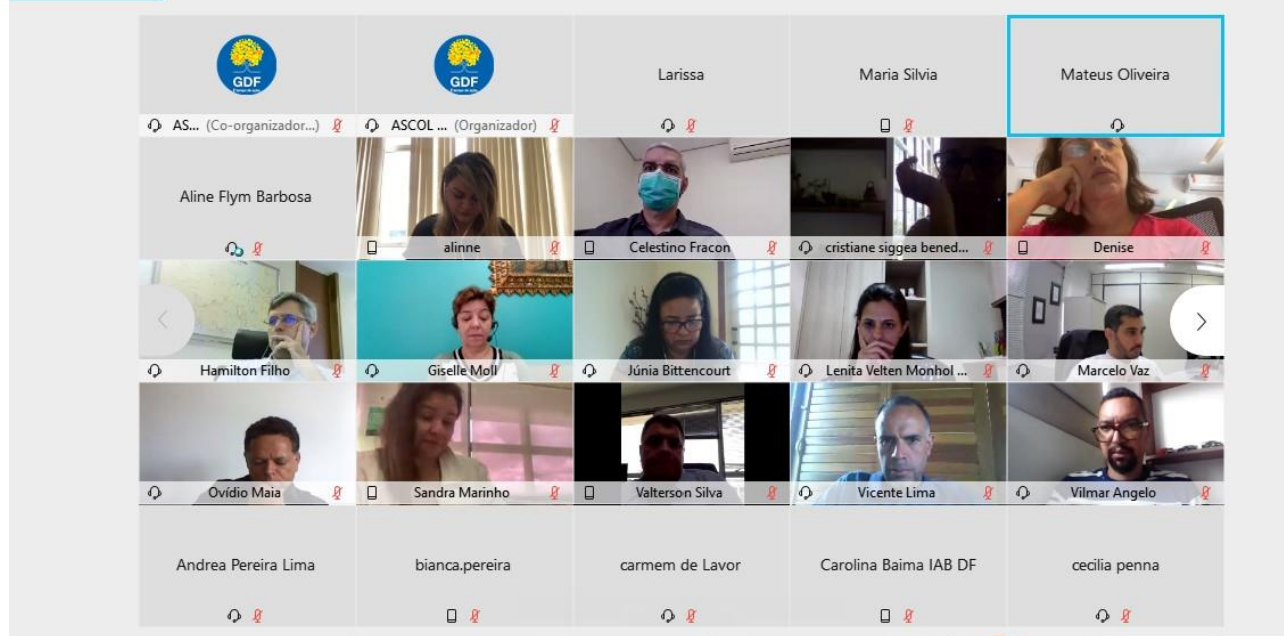 GDF
GDF
Larissa
Maria Silvia
Mateus Oliveira
AS... (Co-organizador...)
ASCOL ... (Organizador)
Aline Flym Barbosa
alinne
Celestino Fracon
cristiane siggea bened...
Denise
Hamilton Filho
Giselle Moll
Júnia Bittencourt
Lenita Velten Monhol ...
Marcelo Vaz
Ovídio Maia
Sandra Marinho
Valterson Silva
Vicente Lima
Vilmar Angelo
Andrea Pereira Lima
bianca.pereira
carmem de Lavor
Carolina Baima IAB DF
cecilia penna